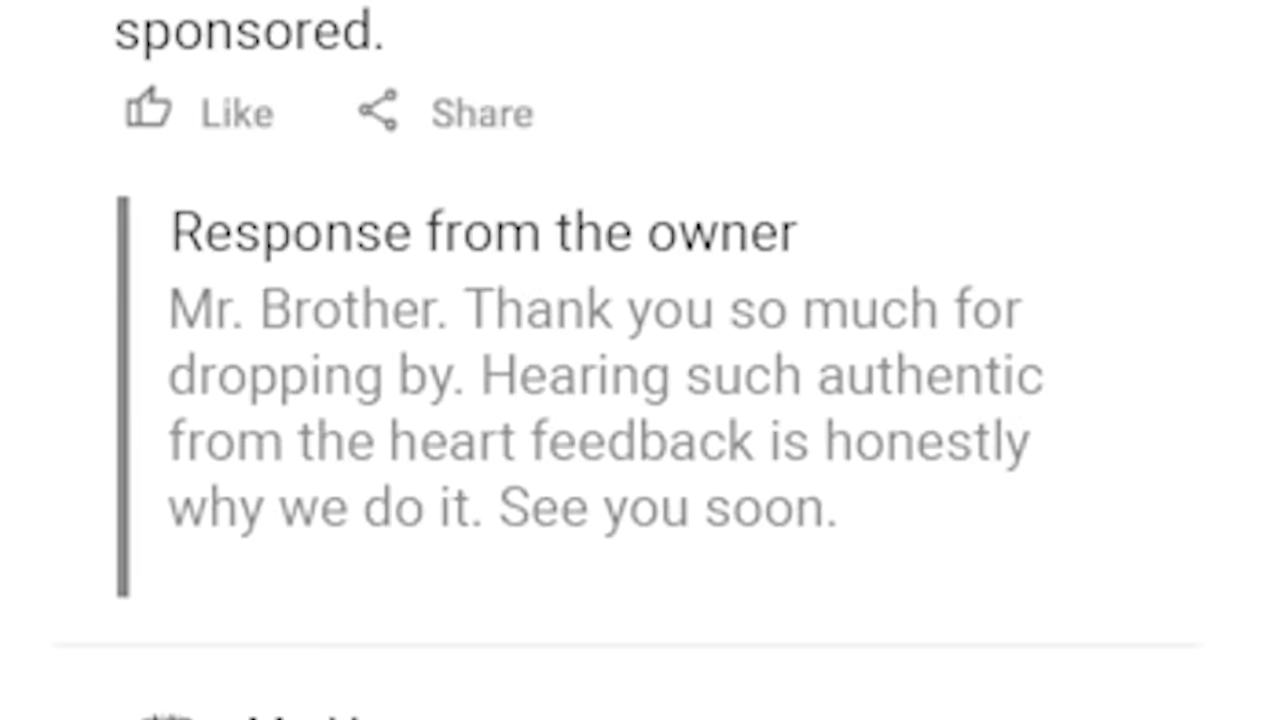 sponsored.
Like Share
Response from the owner
Mr. Brother. Thank you so much for
dropping by. Hearing such authentic
from the heart feedback is honestly
why we do it. See you soon.